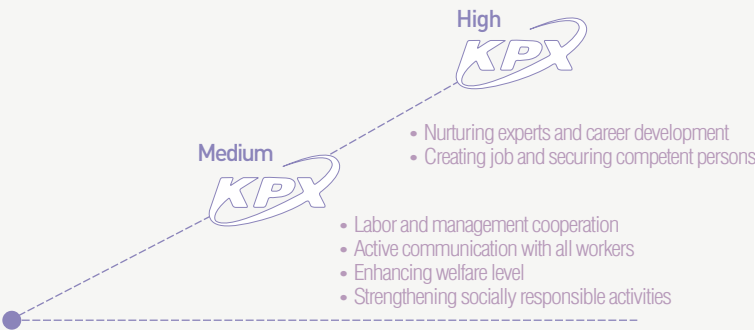 High
KPX
• Nurturing experts and career development
• Creating job and securing competent persons
Medium
KPX
• Labor and management cooperation
• Active communication with all workers
• Enhancing welfare level
• Strengthening socially responsible activities